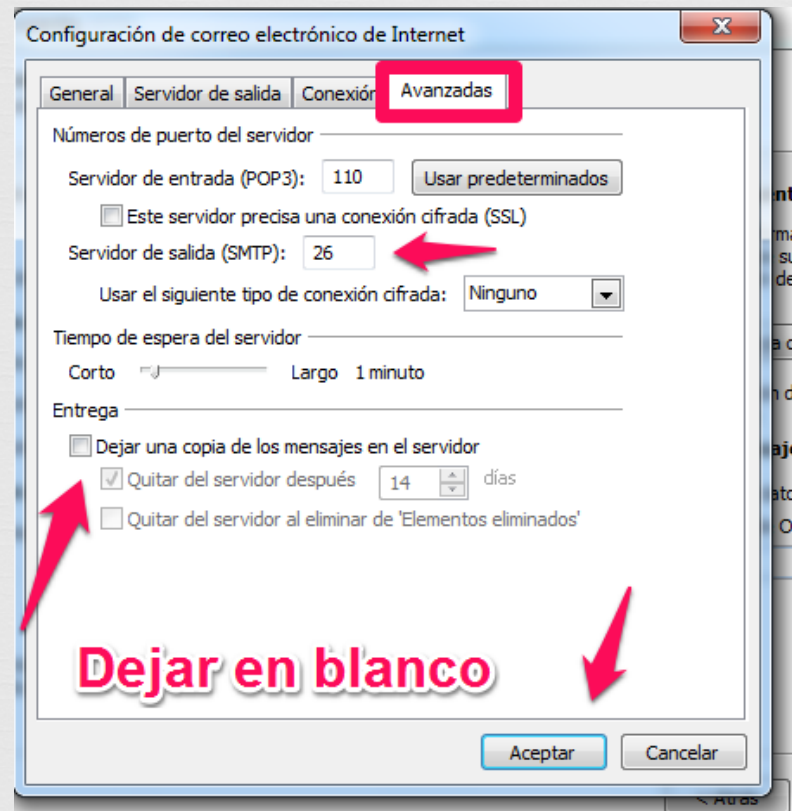 Configuración de correo electrónico de Internet
General Servidor de salida Conexión Avanzadas
Números de puerto del servidor
Servidor de entrada (POP3): 110 Usar predeterminados
Este servidor precisa una conexión cifrada (SSL)
Servidor de salida (SMTP): 26
Usar el siguiente tipo de conexión cifrada: Ninguno
Tiempo de espera del servidor
Corto Largo 1 minuto
Entrega
Dejar una copia de los mensajes en el servidor
Quitar del servidor después 14 días
Quitar del servidor al eliminar de 'Elementos eliminados'
Dejar en blanco
Aceptar Cancelar
< Atrás